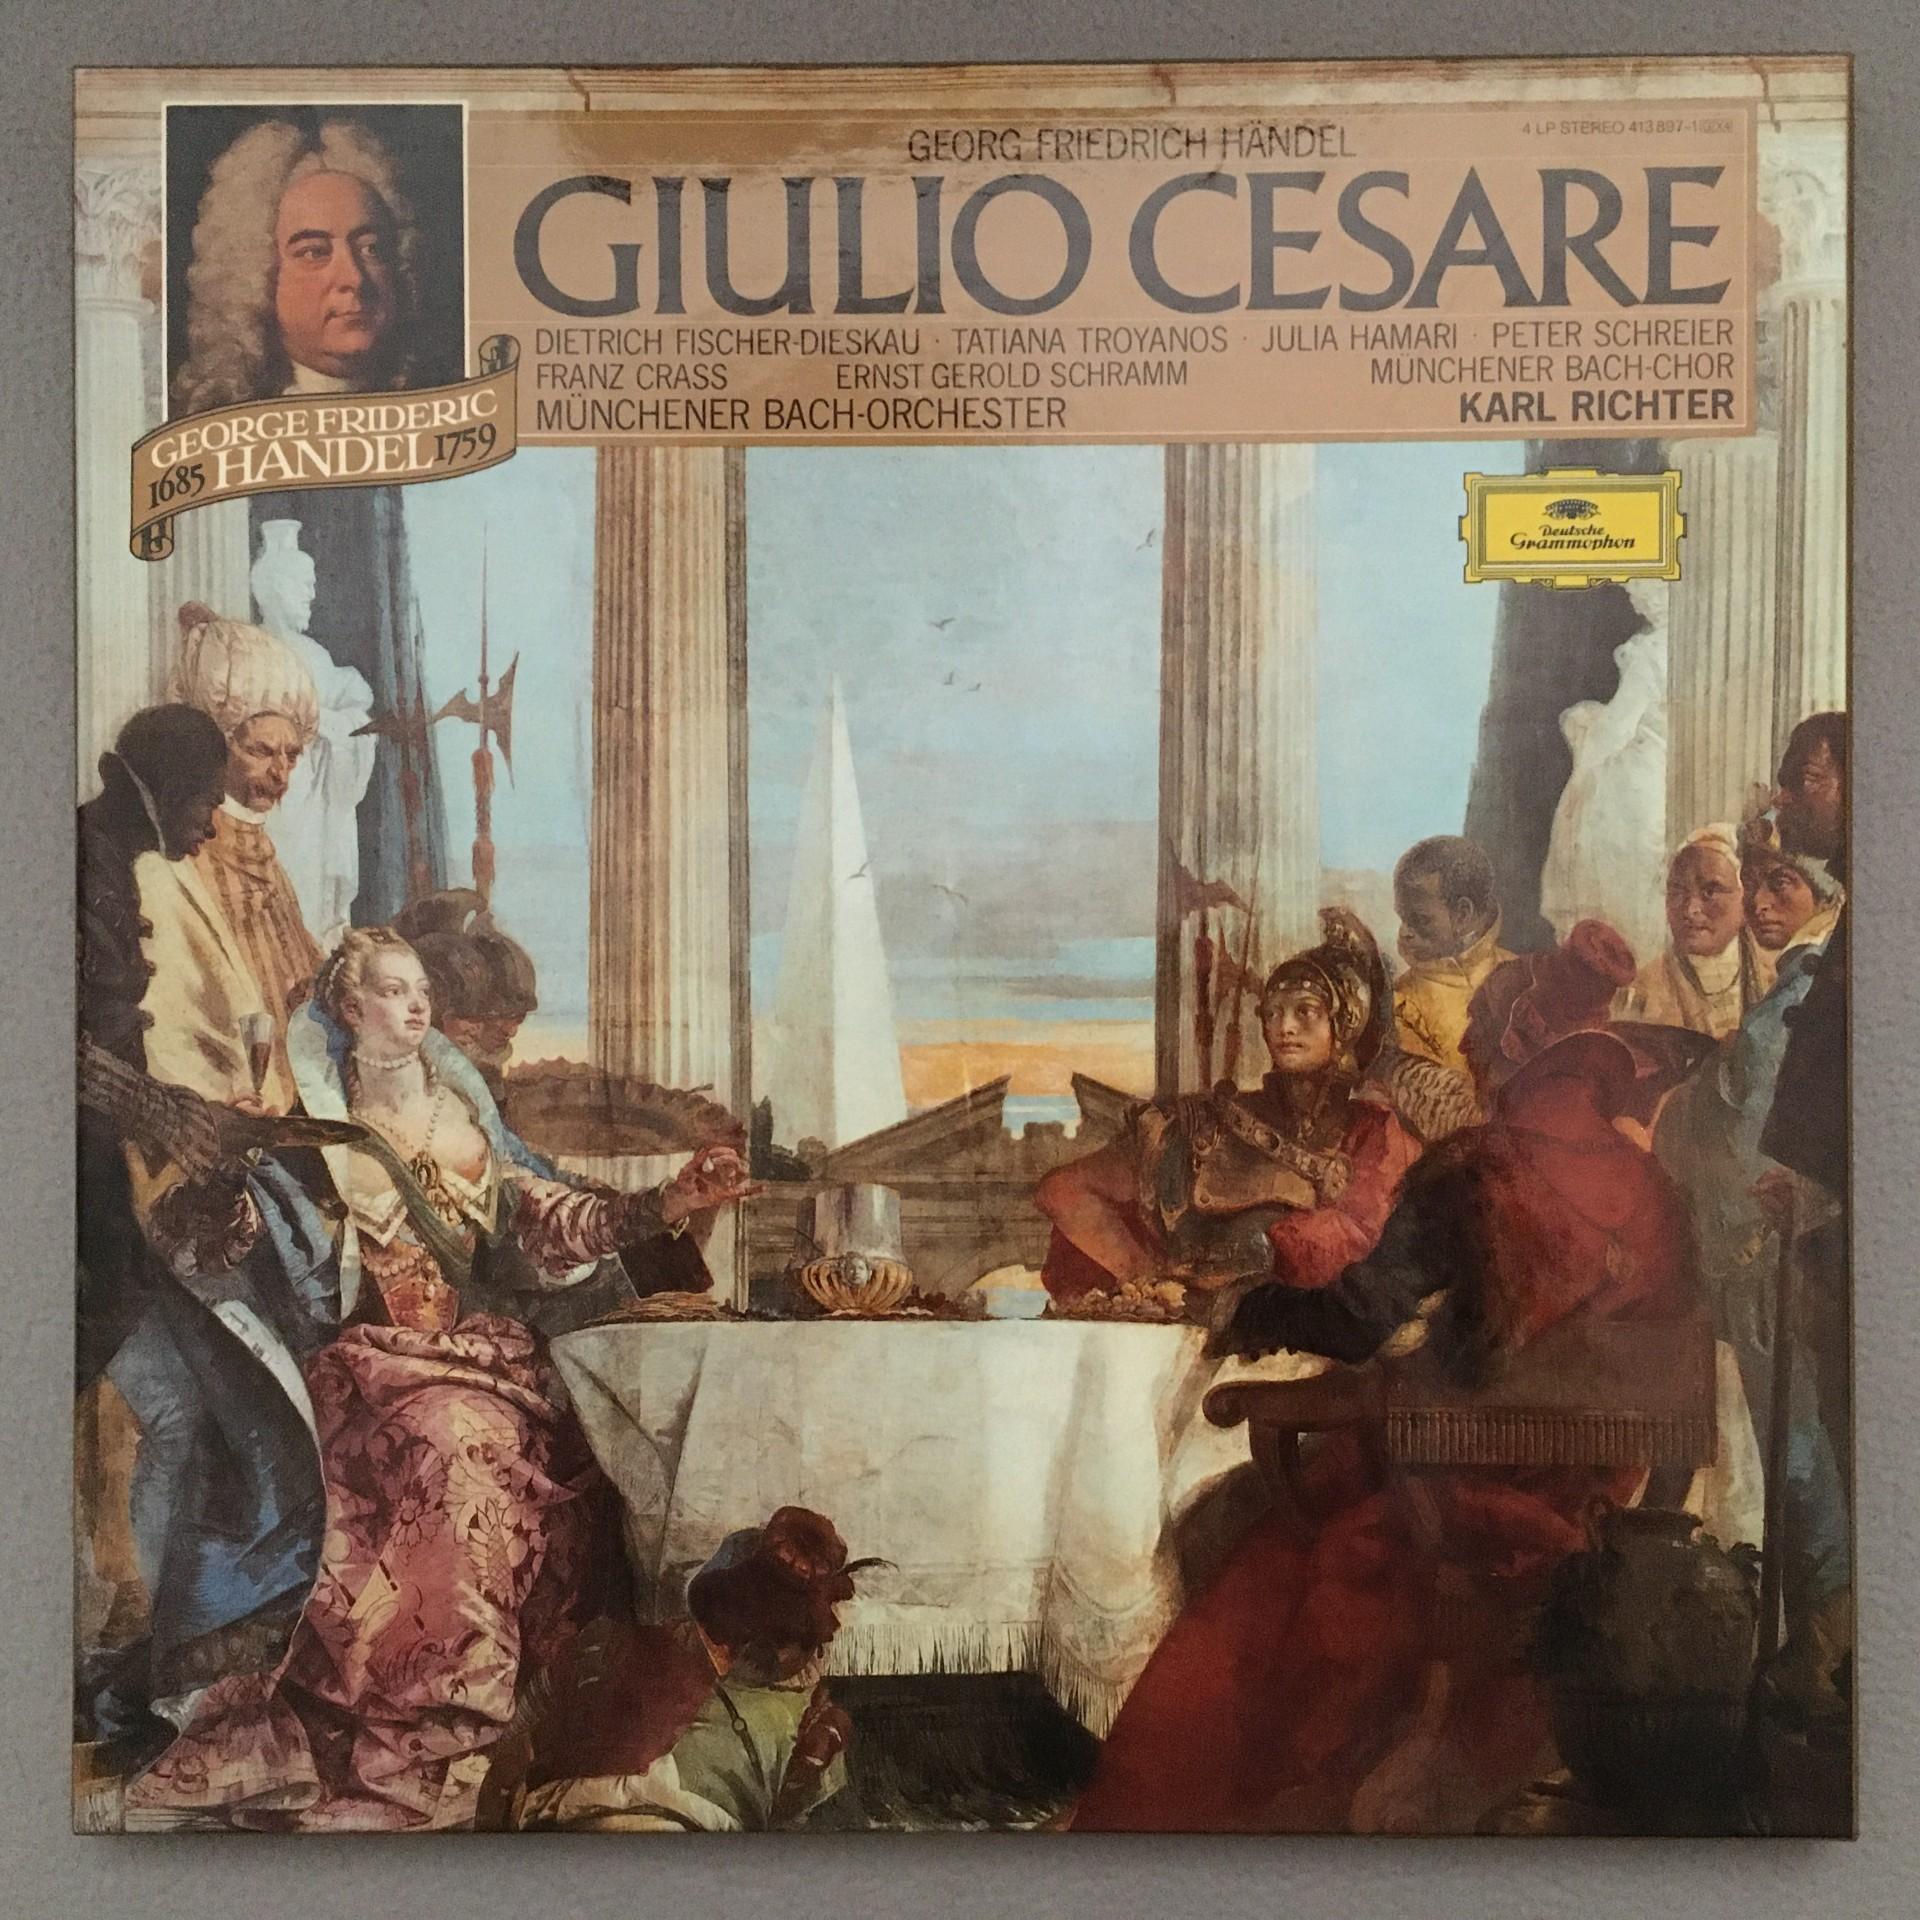 GEORG FRIEDRICH HÄNDEL
4 LP STEREO 413 897-1
GIULIO CESARE
DIETRICH FISCHER-DIESKAU · TATIANA TROYANOS · JULIA HAMARI · PETER SCHREIER
FRANZ CRASS ERNST GEROLD SCHRAMM MÜNCHENER BACH-CHOR
MÜNCHENER BACH-ORCHESTER KARL RICHTER
GEORGE FRIDERIC
1685 HANDEL 1759
Deutsche
Grammophon